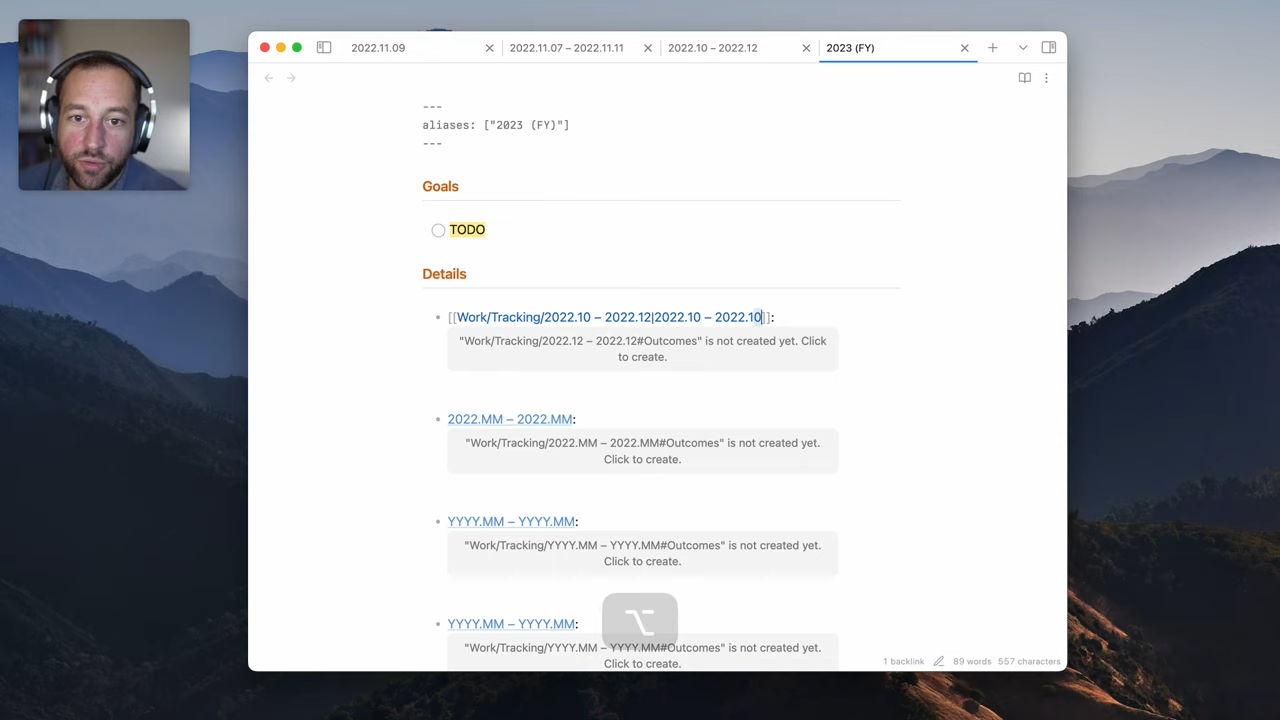 2022.11.09
2022.11.07 – 2022.11.11
2022.10 – 2022.12
2023 (FY)
---
aliases: ["2023 (FY)"]
---
Goals
TODO
Details
[[Work/Tracking/2022.10 – 2022.12|2022.10 – 2022.10]]:
"Work/Tracking/2022.12 – 2022.12#Outcomes" is not created yet. Click
to create.
2022.MM – 2022.MM:
"Work/Tracking/2022.MM – 2022.MM#Outcomes" is not created yet.
Click to create.
YYYY.MM – YYYY.MM:
"Work/Tracking/YYYY.MM – YYYY.MM#Outcomes" is not created yet.
Click to create.
YYYY.MM – YYYY.MM:
"Work/Tracking/YYYY.MM – YYYY.MM#Outcomes" is not created yet.
Click to create.
1 backlink 89 words 557 characters